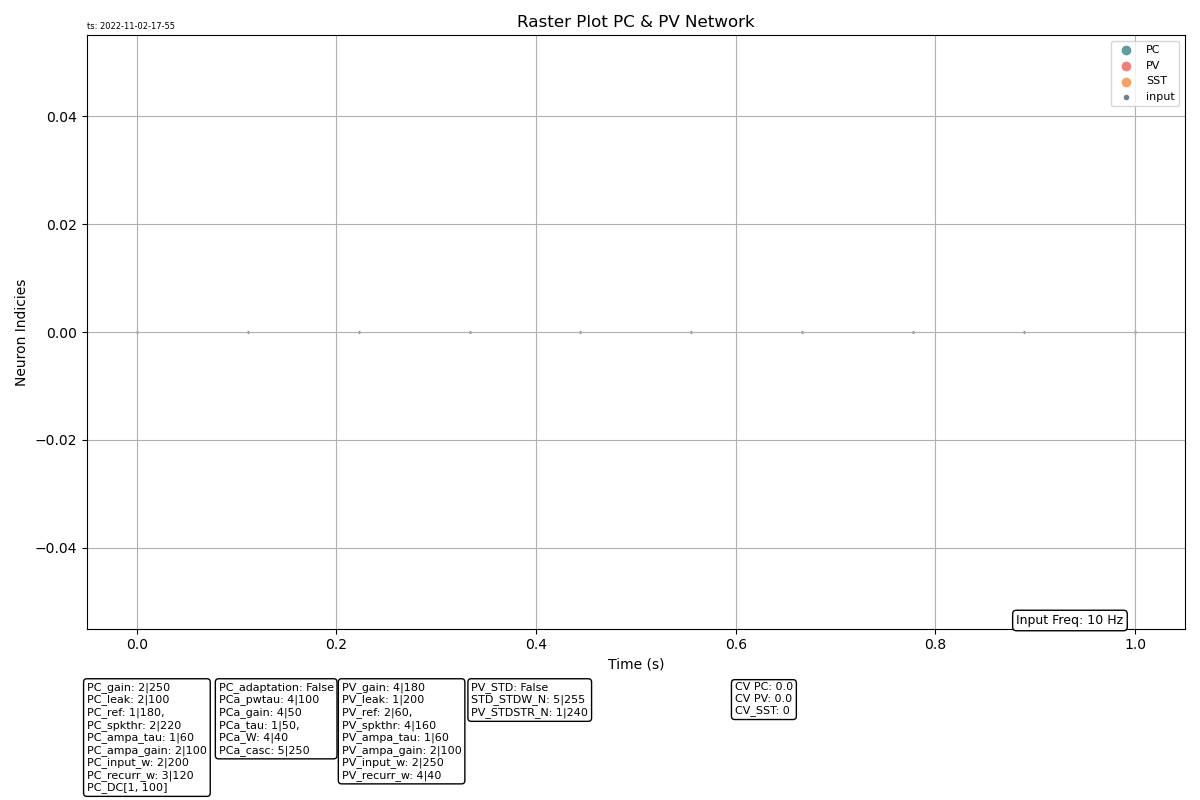 ts: 2022-11-02-17-55
Raster Plot PC & PV Network
PC
PV
SST
input
0.04
0.02
0.00
−0.02
−0.04
Neuron Indicies
Input Freq: 10 Hz
0.0 0.2 0.4 0.6 0.8 1.0
Time (s)
PC_gain: 2|250
PC_leak: 2|100
PC_ref: 1|180,
PC_spkthr: 2|220
PC_ampa_tau: 1|60
PC_ampa_gain: 2|100
PC_input_w: 2|200
PC_recurr_w: 3|120
PC_DC[1, 100]
PC_adaptation: False
PCa_pwtau: 4|100
PCa_gain: 4|50
PCa_tau: 1|50,
PCa_W: 4|40
PCa_casc: 5|250
PV_gain: 4|180
PV_leak: 1|200
PV_ref: 2|60,
PV_spkthr: 4|160
PV_ampa_tau: 1|60
PV_ampa_gain: 2|100
PV_input_w: 2|250
PV_recurr_w: 4|40
PV_STD: False
STD_STDW_N: 5|255
PV_STDSTR_N: 1|240
CV PC: 0.0
CV PV: 0.0
CV_SST: 0